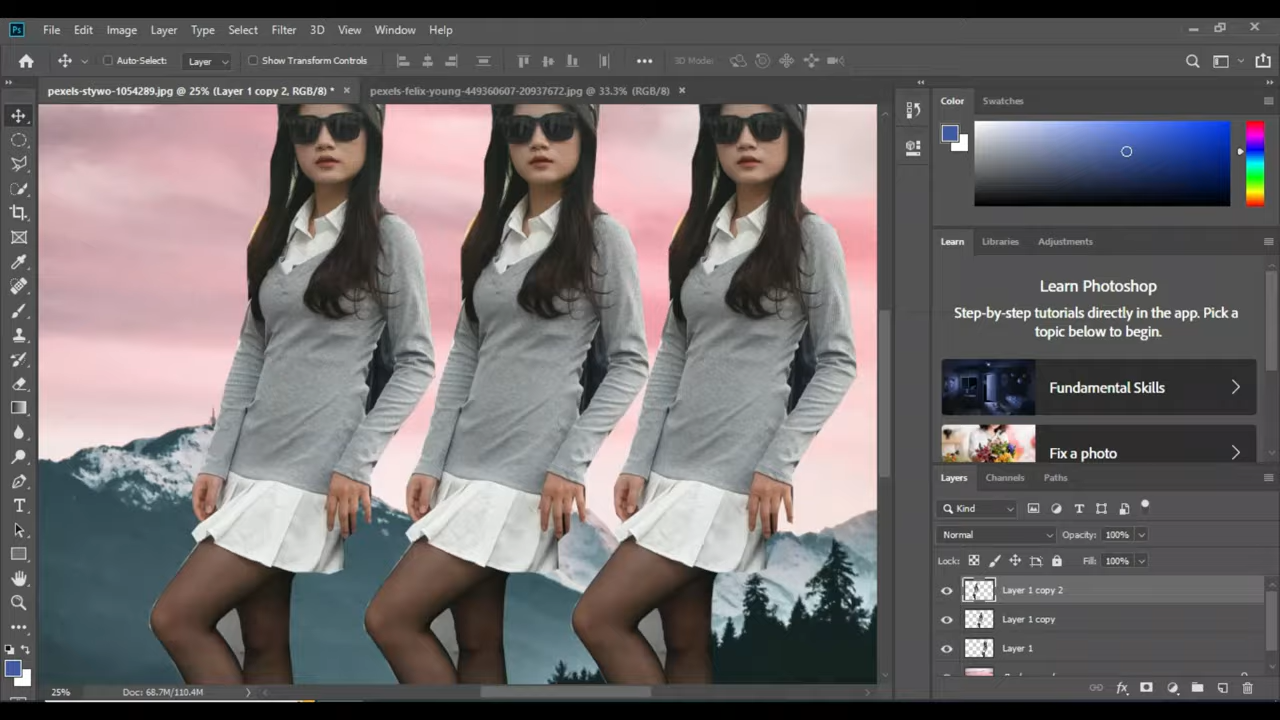 Ps File Edit Image Layer Type Select Filter 3D View Window Help
Auto-Select: Layer Show Transform Controls 3D Model:
pexels-stywo-1054289.jpg @ 25% (Layer 1 copy 2, RGB/8) * × pexels-felix-young-449360607-20937672.jpg @ 33.3% (RGB/8) ×
Color Swatches
Learn Libraries Adjustments
Learn Photoshop
Step-by-step tutorials directly in the app. Pick a
topic below to begin.
Fundamental Skills
Fix a photo
Layers Channels Paths
Kind
Normal Opacity: 100%
Lock: Fill: 100%
Layer 1 copy 2
Layer 1 copy
Layer 1
25% Doc: 68.7M/110.4M